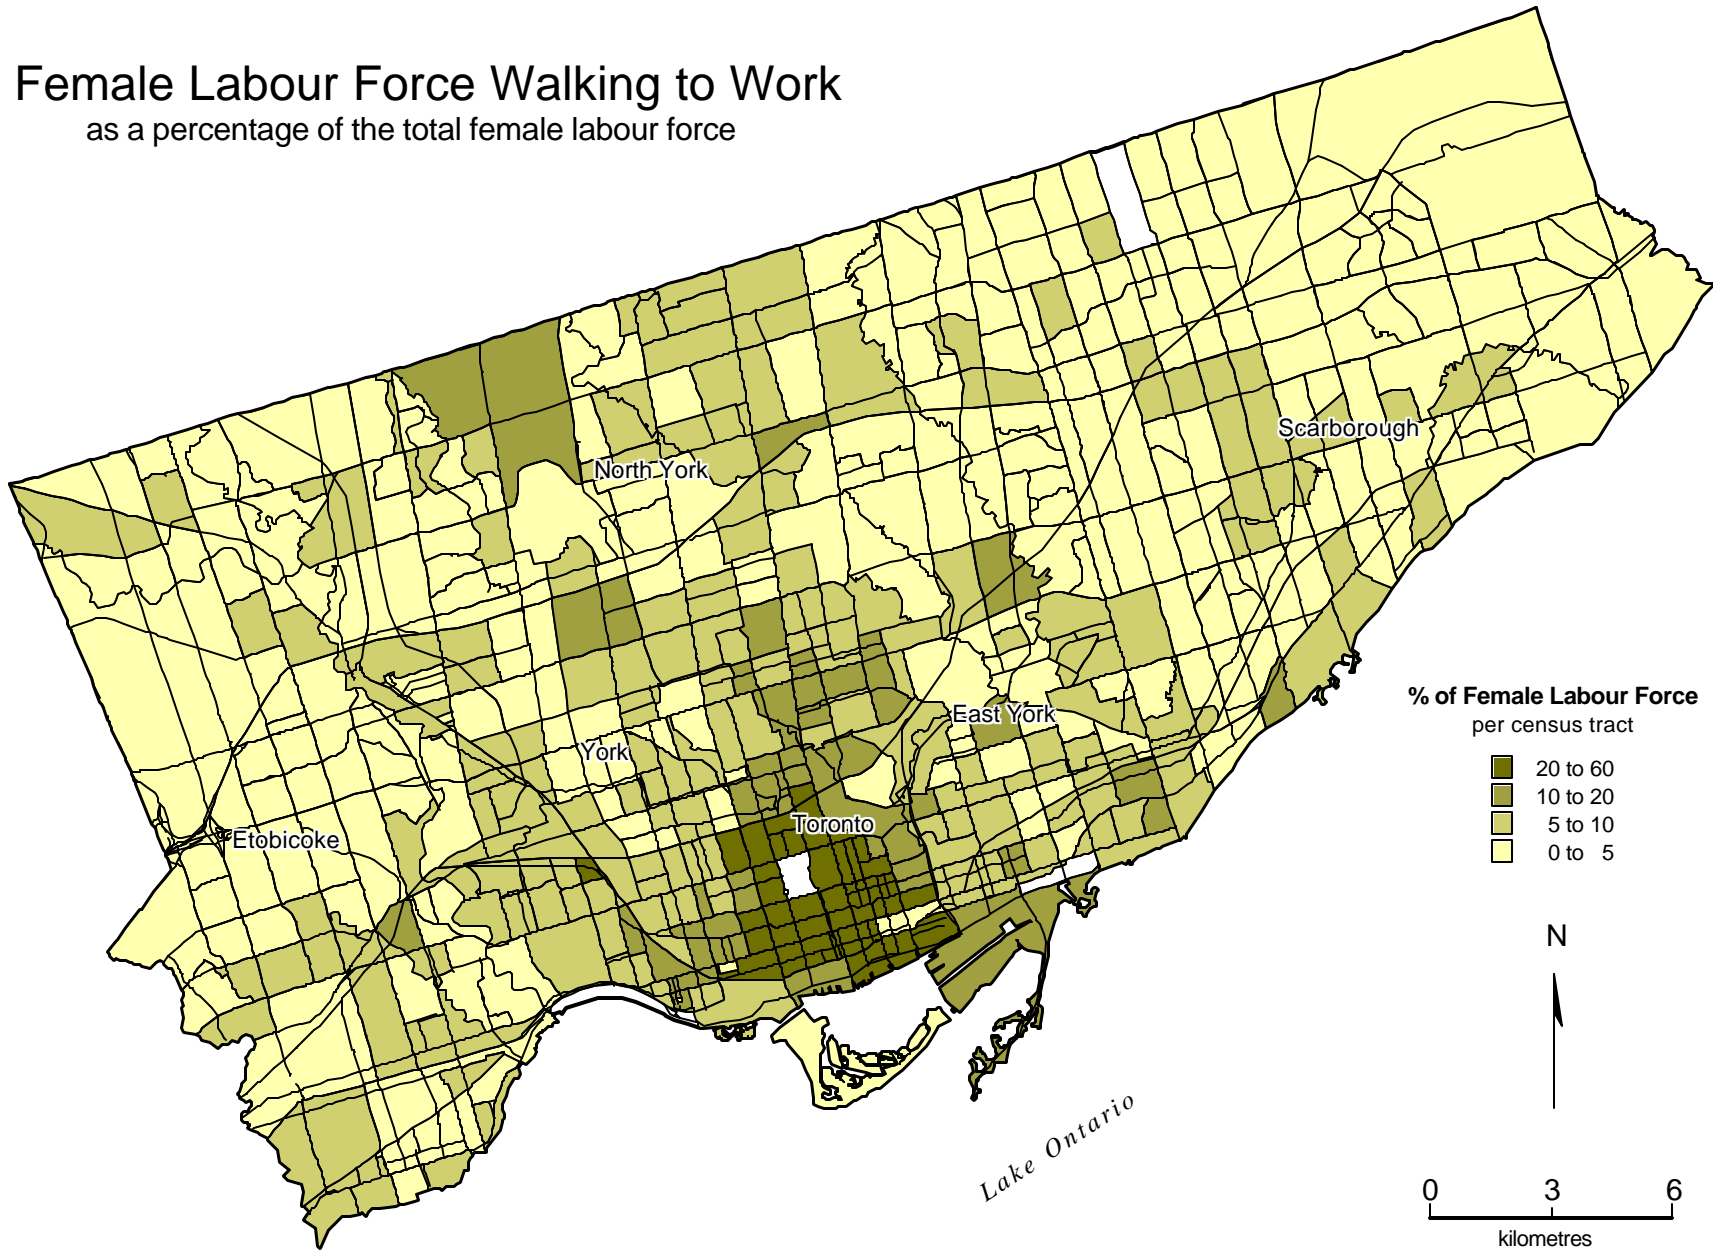 Female Labour Force Walking to Work
as a percentage of the total female labour force
Scarborough
North York
East York
York
Toronto
Etobicoke
% of Female Labour Force
per census tract
20 to 60
10 to 20
5 to 10
0 to 5
N
Lake Ontario
0 3 6
kilometres